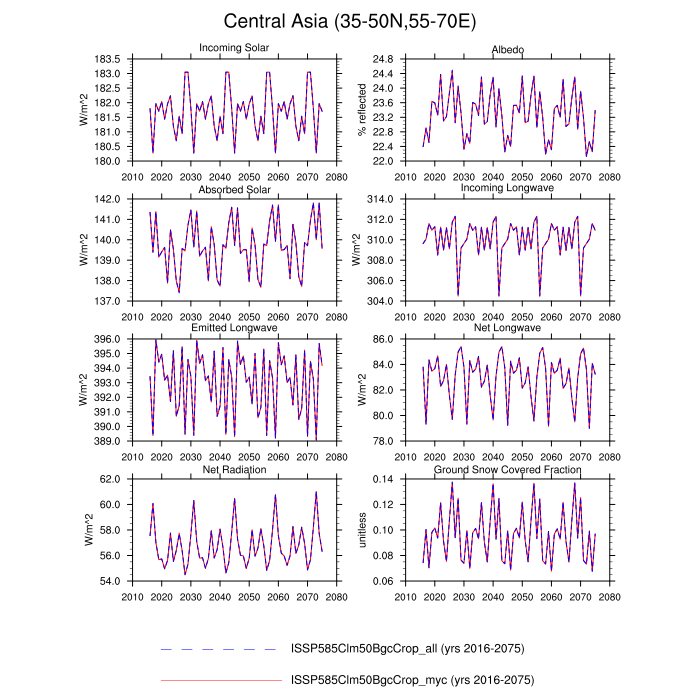 Central Asia (35-50N,55-70E)
Incoming Solar
Albedo
183.5
183.0
182.5
182.0
181.5
181.0
180.5
180.0
W/m^2
2010 2020 2030 2040 2050 2060 2070 2080
24.8
24.4
24.0
23.6
23.2
22.8
22.4
22.0
% reflected
2010 2020 2030 2040 2050 2060 2070 2080
Absorbed Solar
Incoming Longwave
142.0
141.0
140.0
139.0
138.0
137.0
W/m^2
2010 2020 2030 2040 2050 2060 2070 2080
314.0
312.0
310.0
308.0
306.0
304.0
W/m^2
2010 2020 2030 2040 2050 2060 2070 2080
Emitted Longwave
Net Longwave
396.0
395.0
394.0
393.0
392.0
391.0
390.0
389.0
W/m^2
2010 2020 2030 2040 2050 2060 2070 2080
86.0
84.0
82.0
80.0
78.0
W/m^2
2010 2020 2030 2040 2050 2060 2070 2080
Net Radiation
Ground Snow Covered Fraction
62.0
60.0
58.0
56.0
54.0
W/m^2
2010 2020 2030 2040 2050 2060 2070 2080
0.14
0.12
0.10
0.08
0.06
unitless
2010 2020 2030 2040 2050 2060 2070 2080
ISSP585Clm50BgcCrop_all (yrs 2016-2075)
ISSP585Clm50BgcCrop_myc (yrs 2016-2075)